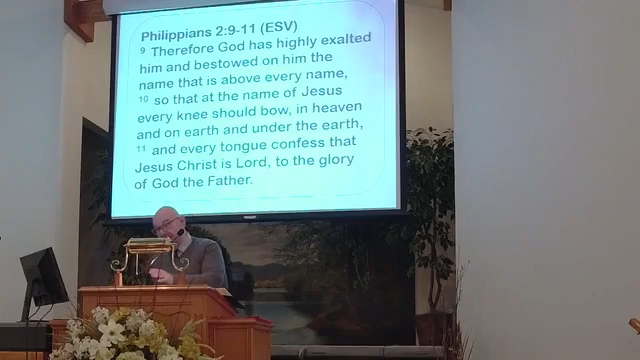 Philippians 2:9-11 (ESV)
9 Therefore God has highly exalted
him and bestowed on him the
name that is above every name,
10 so that at the name of Jesus
every knee should bow, in heaven
and on earth and under the earth,
11 and every tongue confess that
Jesus Christ is Lord, to the glory
of God the Father.